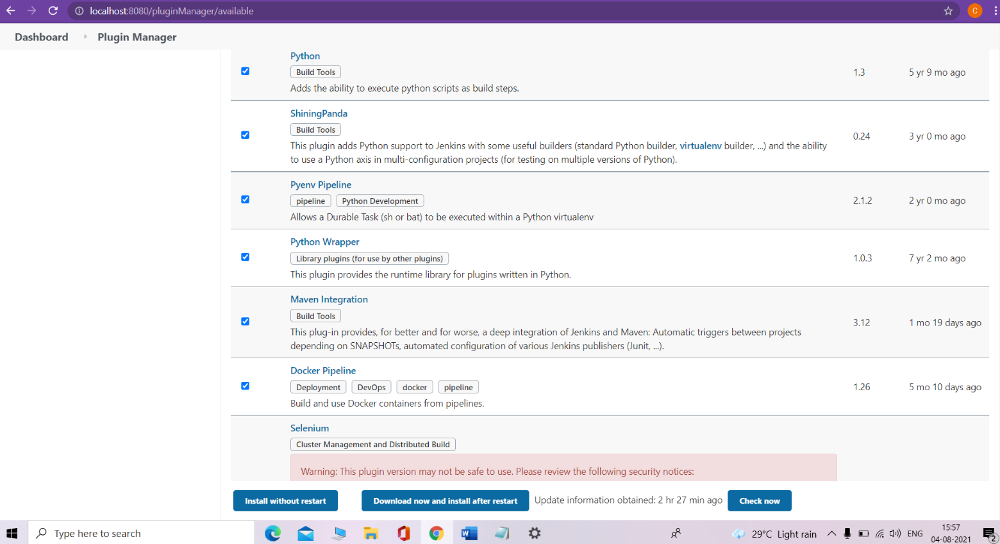 localhost:8080/pluginManager/available
C
Dashboard Plugin Manager
Python
Build Tools
Adds the ability to execute python scripts as build steps.
1.3
5 yr 9 mo ago
ShiningPanda
Build Tools
This plugin adds Python support to Jenkins with some useful builders (standard Python builder, virtualenv builder, ...) and the ability
to use a Python axis in multi-configuration projects (for testing on multiple versions of Python).
0.24
3 yr 0 mo ago
Pyenv Pipeline
pipeline Python Development
Allows a Durable Task (sh or bat) to be executed within a Python virtualenv
2.1.2
2 yr 0 mo ago
Python Wrapper
Library plugins (for use by other plugins)
This plugin provides the runtime library for plugins written in Python.
1.0.3
7 yr 2 mo ago
Maven Integration
Build Tools
This plug-in provides, for better and for worse, a deep integration of Jenkins and Maven: Automatic triggers between projects
depending on SNAPSHOTs, automated configuration of various Jenkins publishers (Junit, ...).
3.12
1 mo 19 days ago
Docker Pipeline
Deployment DevOps docker pipeline
Build and use Docker containers from pipelines.
1.26
5 mo 10 days ago
Selenium
Cluster Management and Distributed Build
Warning: This plugin version may not be safe to use. Please review the following security notices:
Install without restart Download now and install after restart Update information obtained: 2 hr 27 min ago Check now
Type here to search
29°C Light rain
ENG
15:57
04-08-2021
2